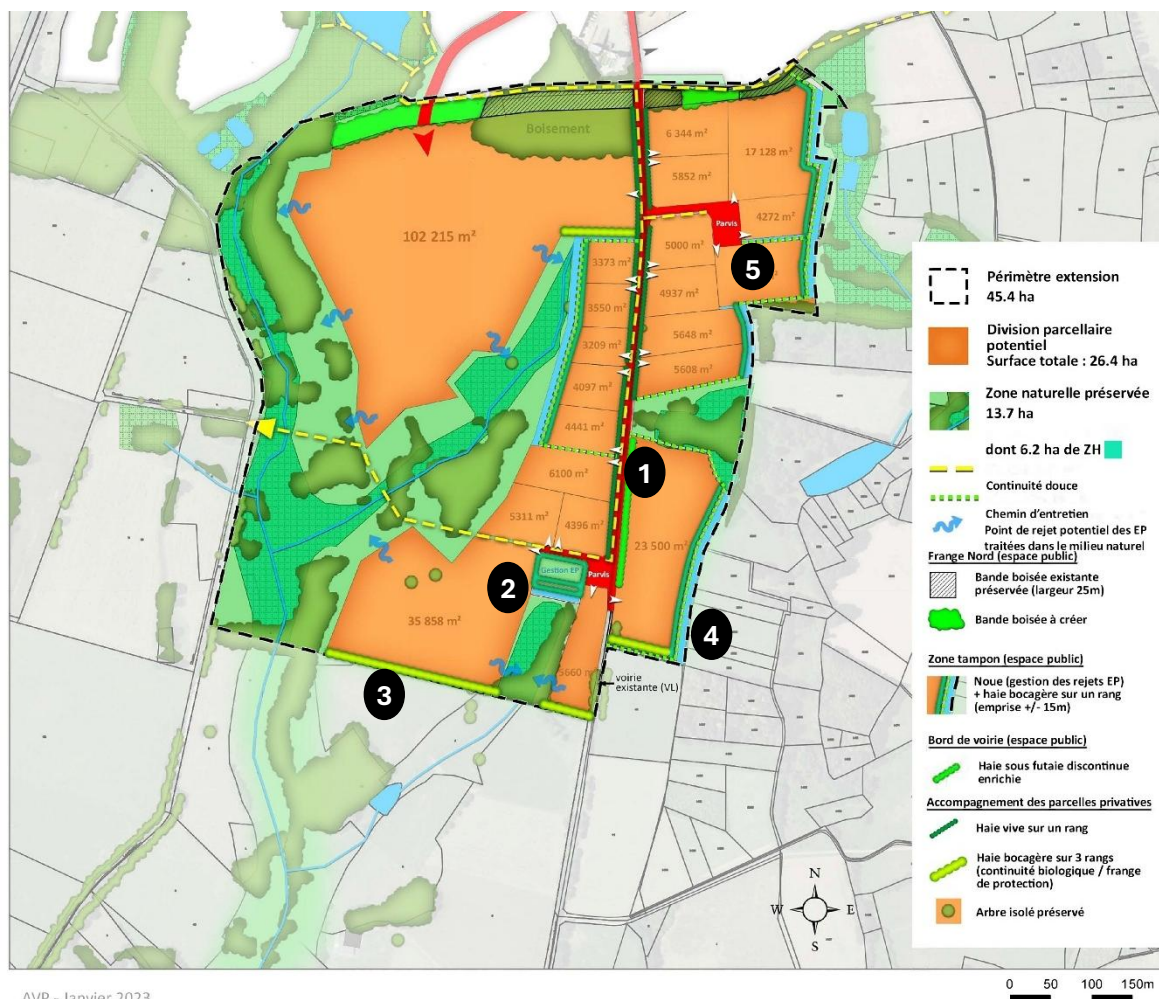 Boisement
6 344 m²
17 128 m²
5852 m²
102 215 m²
4272 m²
Parvis
5000 m²
5
3373 m²
4937 m²
3550 m²
3209 m²
5648 m²
5608 m²
4097 m²
4441 m²
1
6100 m²
5311 m²
4396 m²
23 500 m²
Gestion EP
Parvis
2
35 858 m²
4
5660 m²
voirie
existante (VL)
3
N
W
E
S
Périmètre extension
45.4 ha
Division parcellaire
potentiel
Surface totale : 26.4 ha
Zone naturelle préservée
13.7 ha
dont 6.2 ha de ZH
Continuité douce
Chemin d'entretien
Point de rejet potentiel des EP
traitées dans le milieu naturel
Frange Nord (espace public)
Bande boisée existante
préservée (largeur 25m)
Bande boisée à créer
Zone tampon (espace public)
Noue (gestion des rejets EP)
+ haie bocagère sur un rang
(emprise +/- 15m)
Bord de voirie (espace public)
Haie sous futaie discontinue
enrichie
Accompagnement des parcelles privatives
Haie vive sur un rang
Haie bocagère sur 3 rangs
(continuité biologique / frange
de protection)
Arbre isolé préservé
0 50 100 150m
AVP - Janvier 2023